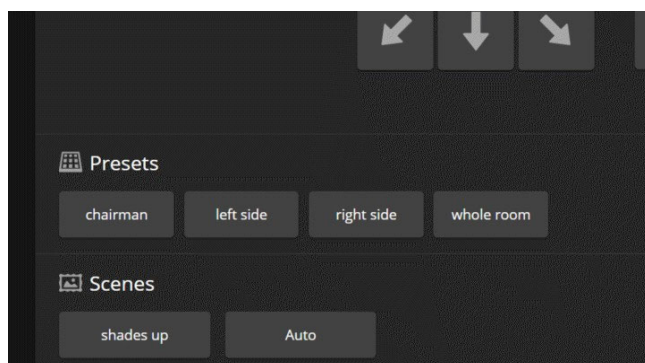 Presets
chairman left side right side whole room
Scenes
shades up Auto